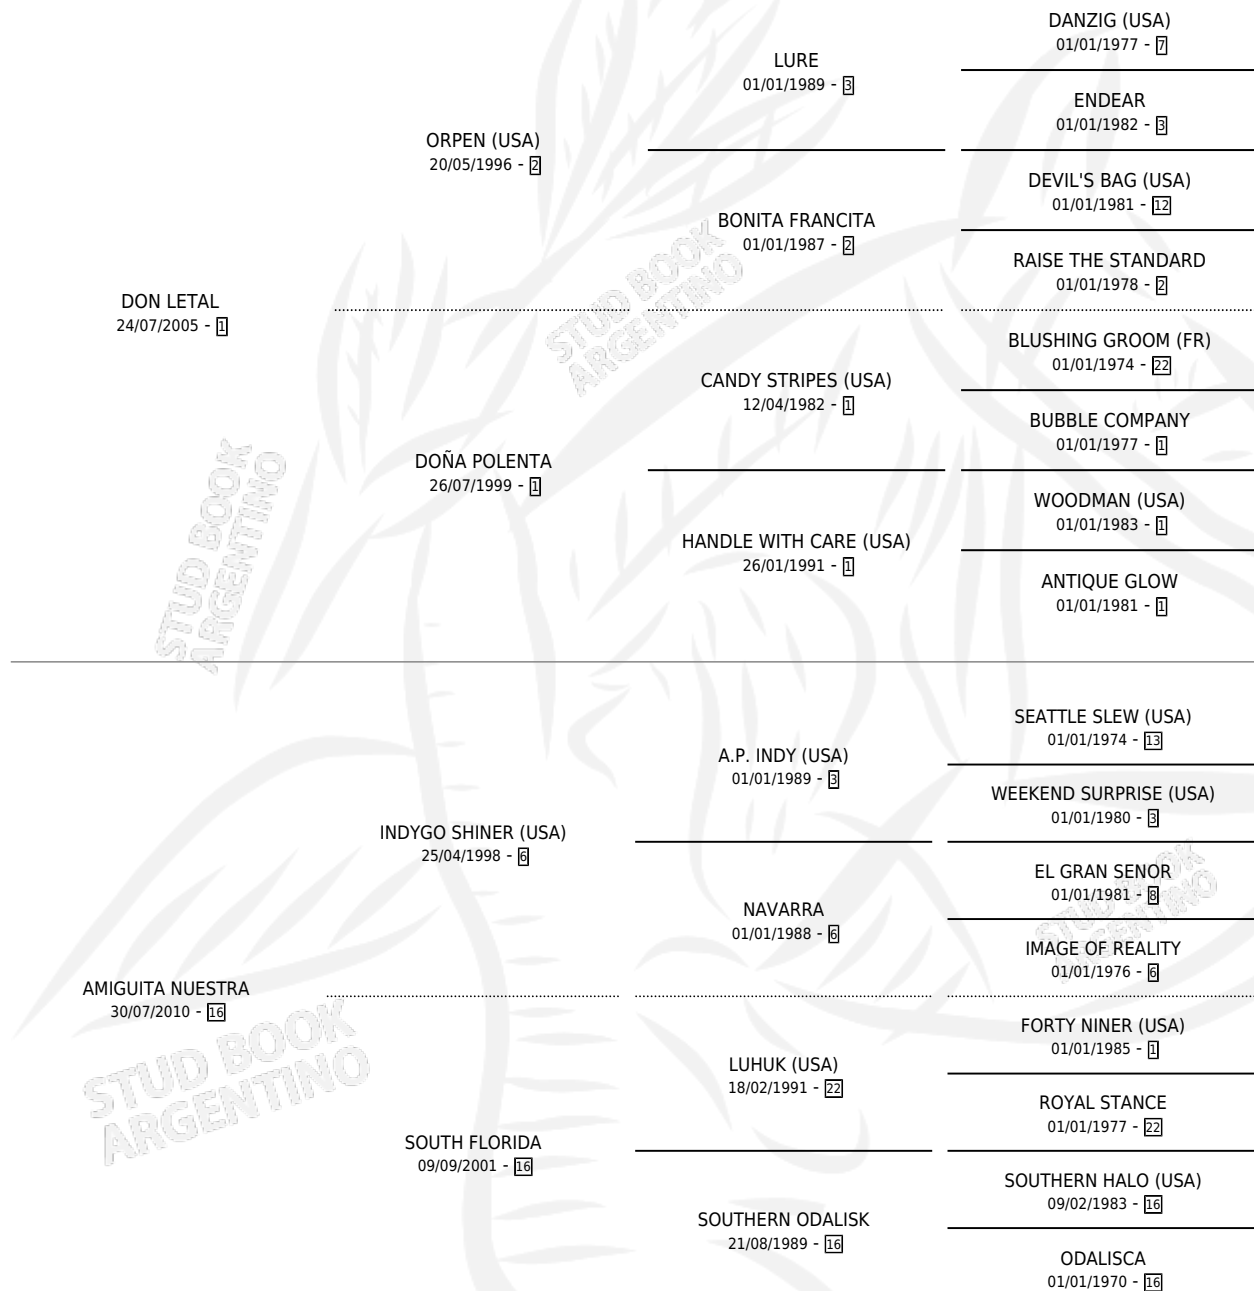 DANZIG (USA)
01/01/1977 - 7
LURE
01/01/1989 - 3
ENDEAR
01/01/1982 - 3
ORPEN (USA)
20/05/1996 - 2
DEVIL'S BAG (USA)
01/01/1981 - 12
BONITA FRANCITA
01/01/1987 - 2
RAISE THE STANDARD
01/01/1978 - 2
DON LETAL
24/07/2005 - 1
BLUSHING GROOM (FR)
01/01/1974 - 22
CANDY STRIPES (USA)
12/04/1982 - 1
BUBBLE COMPANY
01/01/1977 - 1
DOÑA POLENTA
26/07/1999 - 1
WOODMAN (USA)
01/01/1983 - 1
HANDLE WITH CARE (USA)
26/01/1991 - 1
ANTIQUE GLOW
01/01/1981 - 1
SEATTLE SLEW (USA)
01/01/1974 - 13
A.P. INDY (USA)
01/01/1989 - 3
WEEKEND SURPRISE (USA)
01/01/1980 - 3
INDYGO SHINER (USA)
25/04/1998 - 6
EL GRAN SENOR
01/01/1981 - 8
NAVARRA
01/01/1988 - 6
IMAGE OF REALITY
01/01/1976 - 6
AMIGUITA NUESTRA
30/07/2010 - 16
FORTY NINER (USA)
01/01/1985 - 1
LUHUK (USA)
18/02/1991 - 22
ROYAL STANCE
01/01/1977 - 22
SOUTH FLORIDA
09/09/2001 - 16
SOUTHERN HALO (USA)
09/02/1983 - 16
SOUTHERN ODALISK
21/08/1989 - 16
ODALISCA
01/01/1970 - 16
STUD BOOK
ARGENTINO
STUD BOOK
ARGENTINO
STUD BOOK
ARGENTINO
STUD BOOK
ARGENTINO